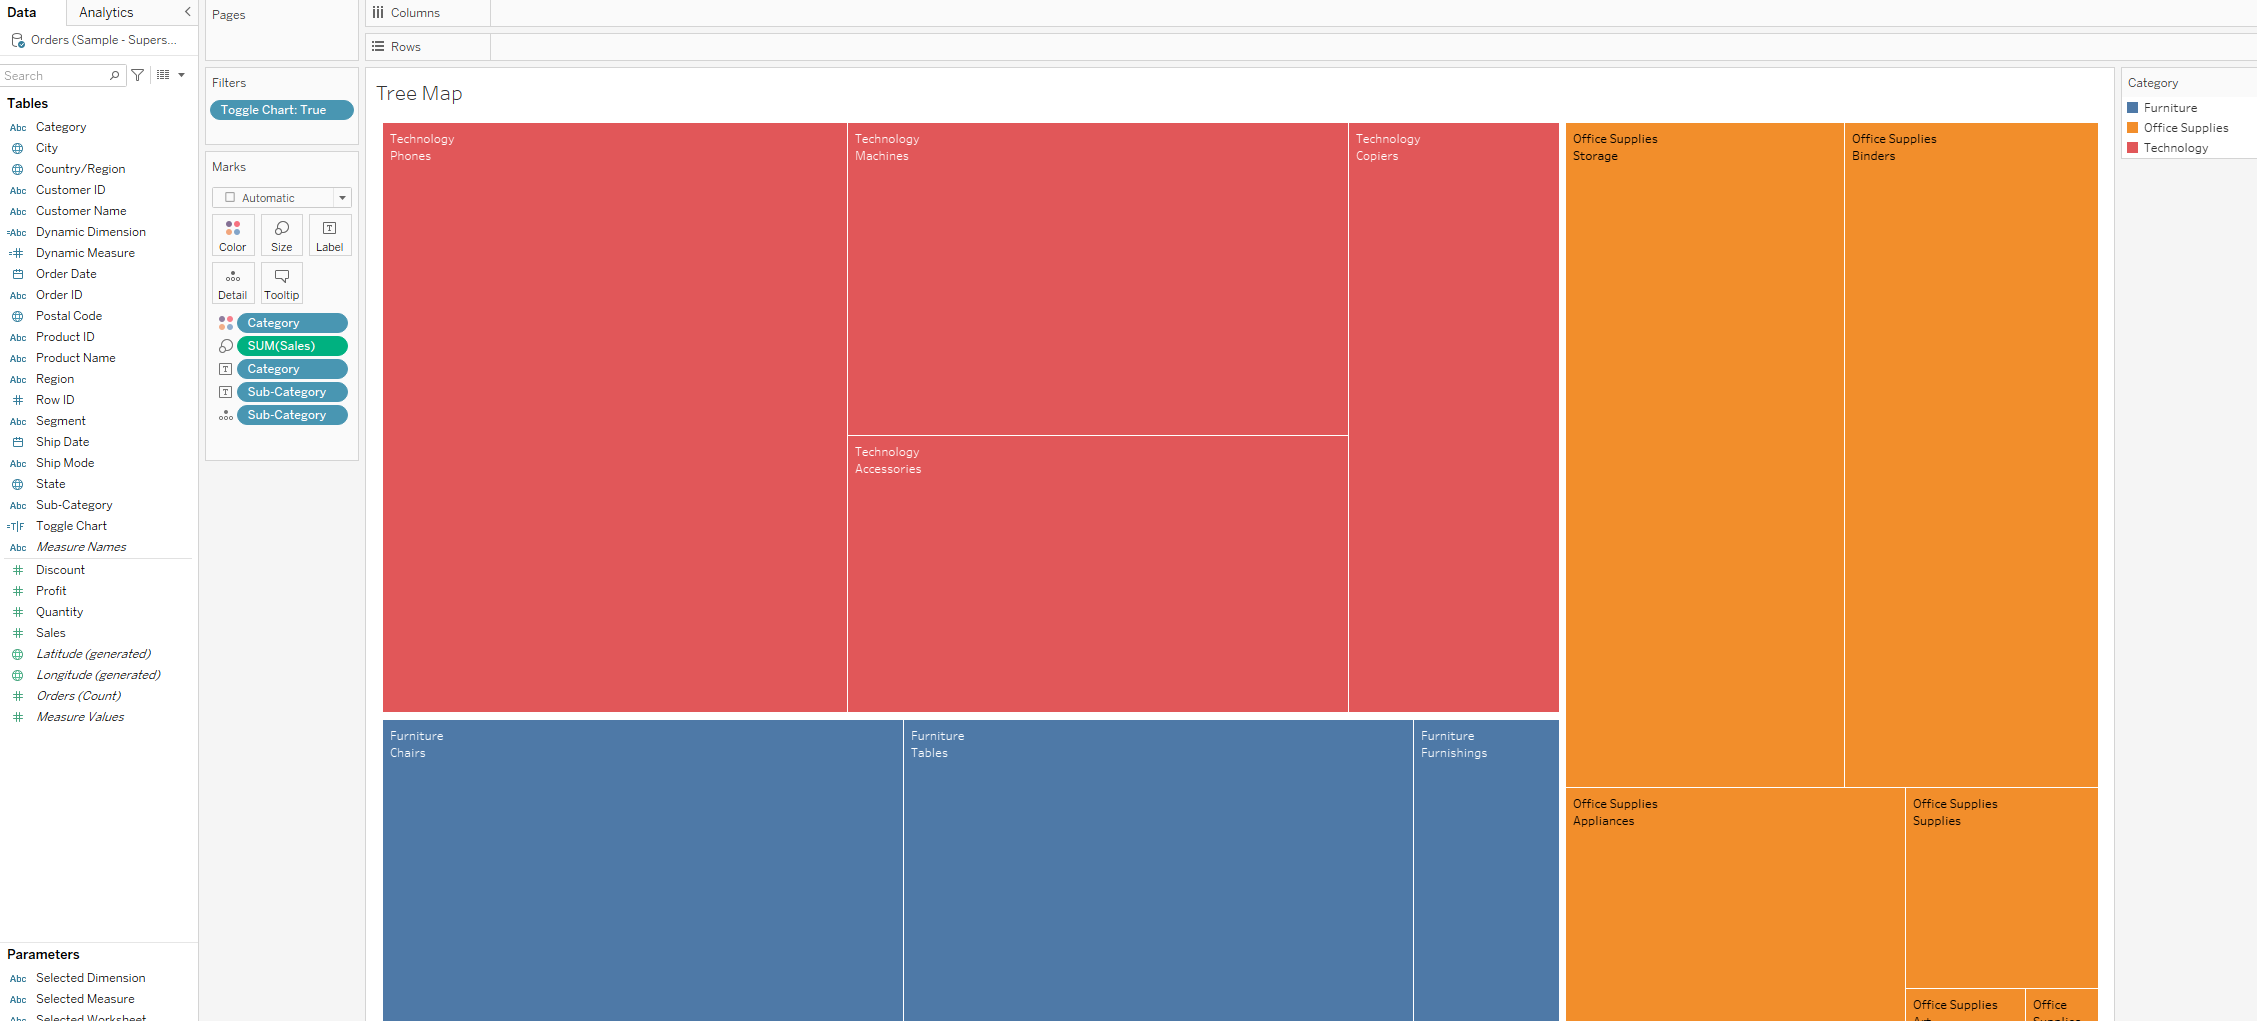 Data
Analytics
Orders (Sample - Supers...
Search
Tables
Abc Category
City
Country/Region
Abc Customer ID
Abc Customer Name
=Abc Dynamic Dimension
=# Dynamic Measure
Order Date
Abc Order ID
Postal Code
Abc Product ID
Abc Product Name
Abc Region
# Row ID
Abc Segment
Ship Date
Abc Ship Mode
State
Abc Sub-Category
=T|F Toggle Chart
Abc Measure Names
# Discount
# Profit
# Quantity
# Sales
Latitude (generated)
Longitude (generated)
# Orders (Count)
# Measure Values
Parameters
Abc Selected Dimension
Abc Selected Measure
Abc Selected Worksheet
Pages
Filters
Toggle Chart: True
Marks
Automatic
Color
Size
Label
Detail
Tooltip
Category
SUM(Sales)
Category
Sub-Category
Sub-Category
Columns
Rows
Tree Map
Technology
Phones
Technology
Machines
Technology
Copiers
Technology
Accessories
Furniture
Chairs
Furniture
Tables
Furniture
Furnishings
Office Supplies
Storage
Office Supplies
Binders
Office Supplies
Appliances
Office Supplies
Supplies
Office Supplies
Art
Office
Supplies
Category
Furniture
Office Supplies
Technology